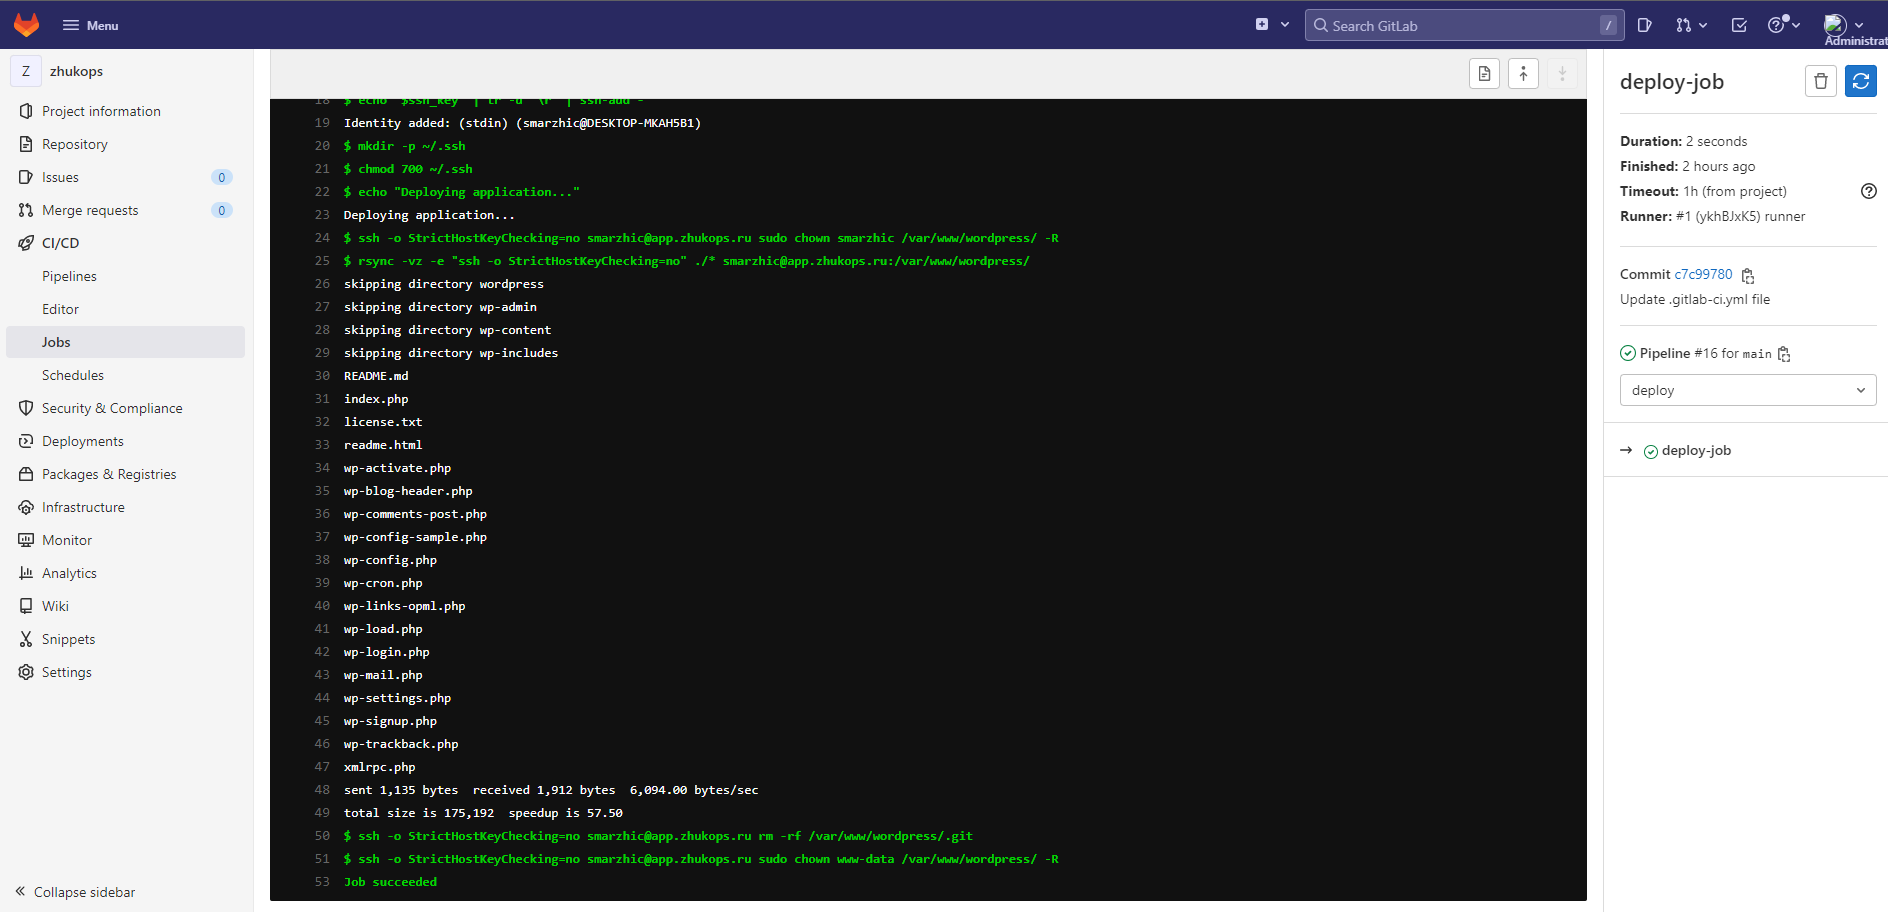 Menu
Search GitLab
/
Administrat
Z zhukops
Project information
Repository
Issues 0
Merge requests 0
CI/CD
Pipelines
Editor
Jobs
Schedules
Security & Compliance
Deployments
Packages & Registries
Infrastructure
Monitor
Analytics
Wiki
Snippets
Settings
Collapse sidebar
18 $ echo "$ssh_key" | tr -d '\r' | ssh-add -
19 Identity added: (stdin) (smarzhic@DESKTOP-MKAH5B1)
20 $ mkdir -p ~/.ssh
21 $ chmod 700 ~/.ssh
22 $ echo "Deploying application..."
23 Deploying application...
24 $ ssh -o StrictHostKeyChecking=no smarzhic@app.zhukops.ru sudo chown smarzhic /var/www/wordpress/ -R
25 $ rsync -vz -e "ssh -o StrictHostKeyChecking=no" ./* smarzhic@app.zhukops.ru:/var/www/wordpress/
26 skipping directory wordpress
27 skipping directory wp-admin
28 skipping directory wp-content
29 skipping directory wp-includes
30 README.md
31 index.php
32 license.txt
33 readme.html
34 wp-activate.php
35 wp-blog-header.php
36 wp-comments-post.php
37 wp-config-sample.php
38 wp-config.php
39 wp-cron.php
40 wp-links-opml.php
41 wp-load.php
42 wp-login.php
43 wp-mail.php
44 wp-settings.php
45 wp-signup.php
46 wp-trackback.php
47 xmlrpc.php
48 sent 1,135 bytes  received 1,912 bytes  6,094.00 bytes/sec
49 total size is 175,192  speedup is 57.50
50 $ ssh -o StrictHostKeyChecking=no smarzhic@app.zhukops.ru rm -rf /var/www/wordpress/.git
51 $ ssh -o StrictHostKeyChecking=no smarzhic@app.zhukops.ru sudo chown www-data /var/www/wordpress/ -R
53 Job succeeded
deploy-job
Duration: 2 seconds
Finished: 2 hours ago
Timeout: 1h (from project)
Runner: #1 (ykhBJxK5) runner
Commit c7c99780
Update .gitlab-ci.yml file
Pipeline #16 for main
deploy
deploy-job